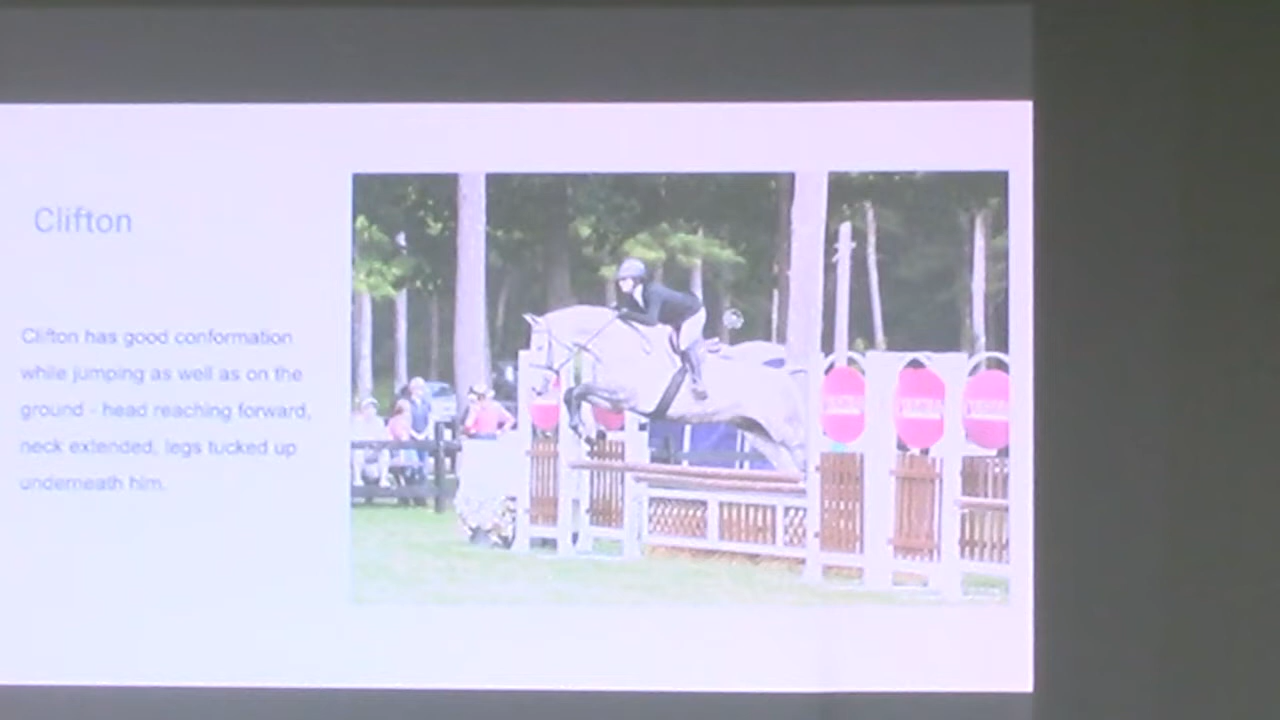 Clifton
Clifton has good conformation
while jumping as well as on the
ground - head reaching forward,
neck extended, legs tucked up
underneath him.